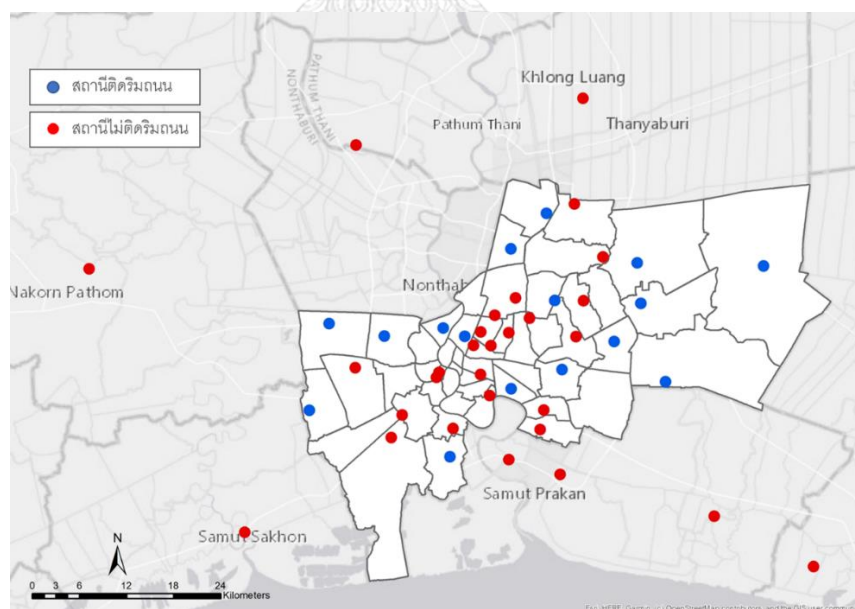 สถานีติดริมถนน
สถานีไม่ติดริมถนน
PATHUM THANI
NONTHABURI
Khlong Luang
Pathum Thani
Thanyaburi
Nonthab
Nakorn Pathom
Samut Prakan
Samut Sakhon
N
0 3 6 12 18 24
Kilometers